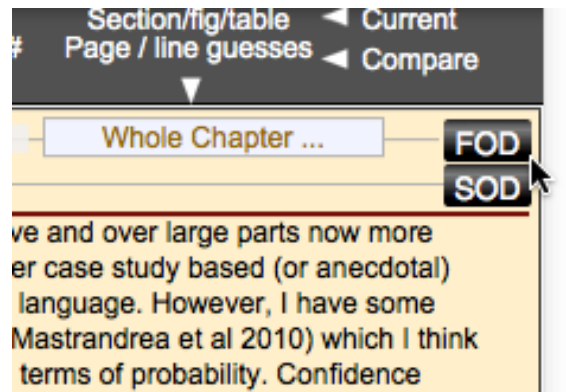 Section/fig/table ◄ Current
# Page / line guesses ◄ Compare
▼
Whole Chapter ... FOD
SOD
ve and over large parts now more
er case study based (or anecdotal)
language. However, I have some
Mastrandrea et al 2010) which I think
terms of probability. Confidence